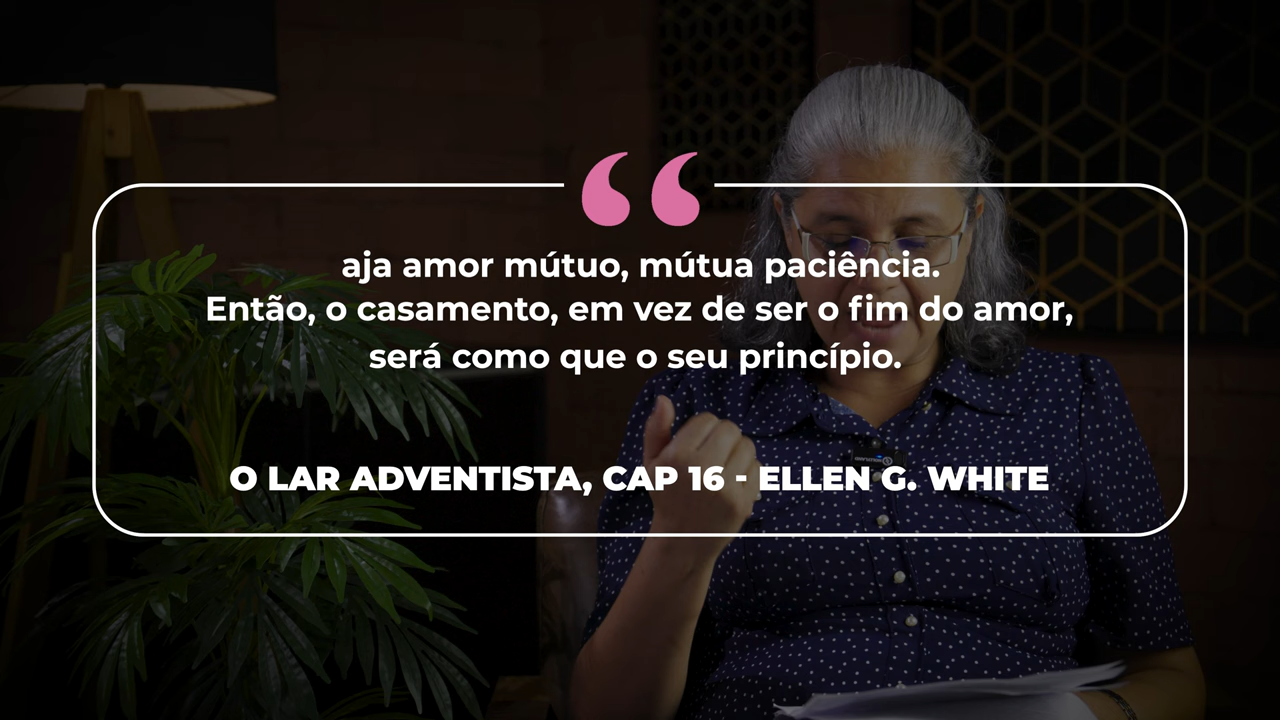 aja amor mútuo, mútua paciência.
Então, o casamento, em vez de ser o fim do amor,
será como que o seu princípio.
O LAR ADVENTISTA, CAP 16 - ELLEN G. WHITE